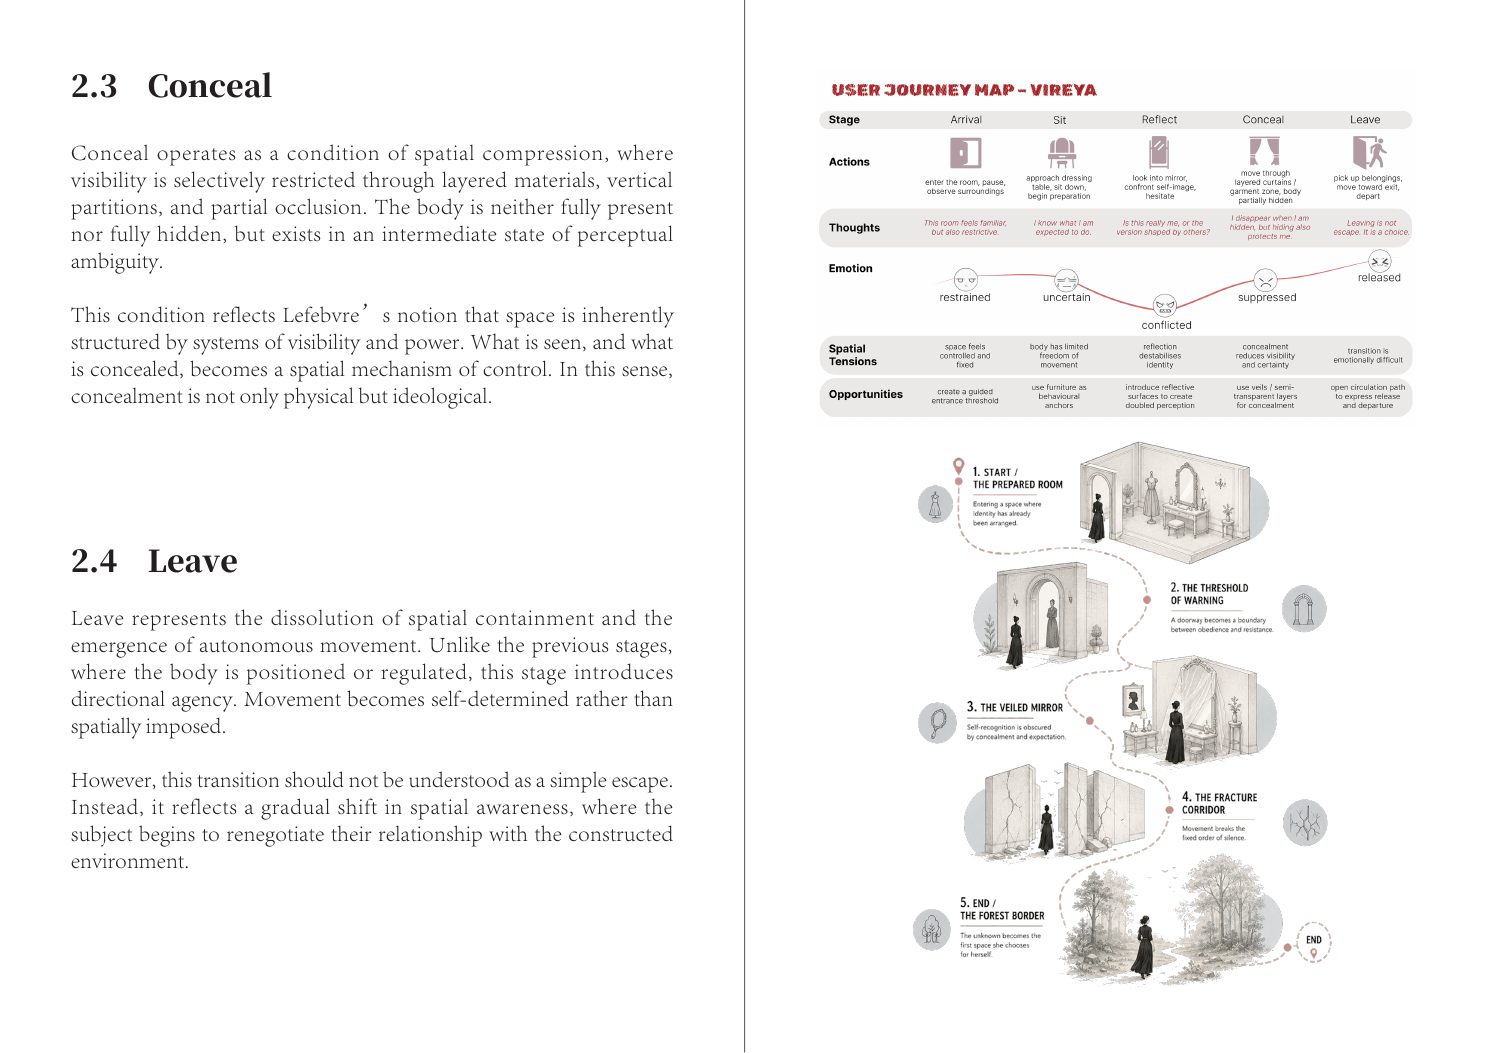 2.3 Conceal
Conceal operates as a condition of spatial compression, where
visibility is selectively restricted through layered materials, vertical
partitions, and partial occlusion. The body is neither fully present
nor fully hidden, but exists in an intermediate state of perceptual
ambiguity.
This condition reflects Lefebvre’ s notion that space is inherently
structured by systems of visibility and power. What is seen, and what
is concealed, becomes a spatial mechanism of control. In this sense,
concealment is not only physical but ideological.
2.4 Leave
Leave represents the dissolution of spatial containment and the
emergence of autonomous movement. Unlike the previous stages,
where the body is positioned or regulated, this stage introduces
directional agency. Movement becomes self-determined rather than
spatially imposed.
However, this transition should not be understood as a simple escape.
Instead, it reflects a gradual shift in spatial awareness, where the
subject begins to renegotiate their relationship with the constructed
environment.
USER JOURNEY MAP – VIREYA
Stage Arrival Sit Reflect Conceal Leave
Actions
enter the room, pause,
observe surroundings
approach dressing
table, sit down,
begin preparation
look into mirror,
confront self-image,
hesitate
move through
layered curtains /
garment zone, body
partially hidden
pick up belongings,
move toward exit,
depart
Thoughts
This room feels familiar,
but also restrictive.
I know what I am
expected to do.
Is this really me, or the
version shaped by others?
I disappear when I am
hidden, but hiding also
protects me.
Leaving is not
escape. It is a choice.
Emotion
restrained
uncertain
conflicted
suppressed
released
Spatial
Tensions
space feels
controlled and
fixed
body has limited
freedom of
movement
reflection
destabilises
identity
concealment
reduces visibility
and certainty
transition is
emotionally difficult
Opportunities
create a guided
entrance threshold
use furniture as
behavioural
anchors
introduce reflective
surfaces to create
doubled perception
use veils / semi-
transparent layers
for concealment
open circulation path
to express release
and departure
1. START /
THE PREPARED ROOM
Entering a space where
identity has already
been arranged.
2. THE THRESHOLD
OF WARNING
A doorway becomes a boundary
between obedience and resistance.
3. THE VEILED MIRROR
Self-recognition is obscured
by concealment and expectation.
4. THE FRACTURE
CORRIDOR
Movement breaks the
fixed order of silence.
5. END /
THE FOREST BORDER
The unknown becomes the
first space she chooses
for herself.
END